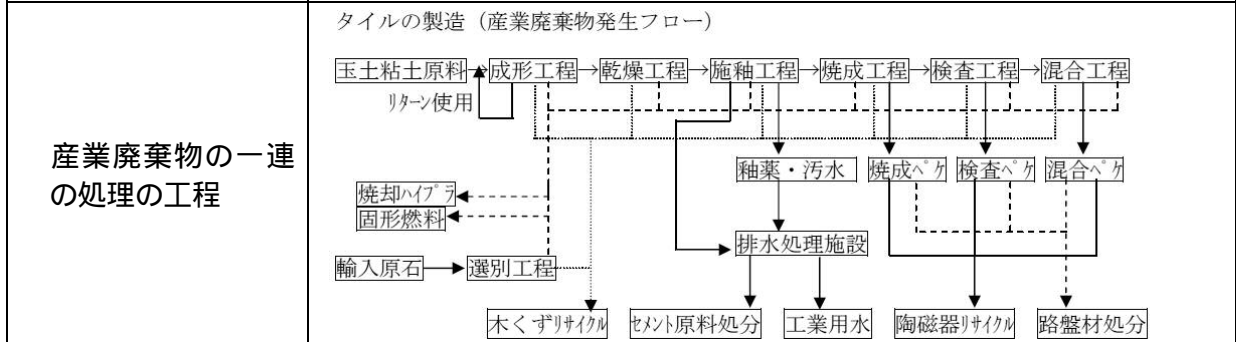 タイルの製造（産業廃棄物発生フロー）
玉土粘土原料→成形工程→乾燥工程→施釉工程→焼成工程→検査工程→混合工程
ﾘﾀｰﾝ使用
産業廃棄物の一連
の処理の工程
釉薬・汚水 焼成ﾍﾟｹ 検査ﾍﾟｹ 混合ﾍﾟｹ
焼却ﾊｲﾌﾟﾗ
固形燃料
排水処理施設
輸入原石 選別工程
木くずﾘｻｲｸﾙ ｾﾒﾝﾄ原料処分 工業用水 陶磁器ﾘｻｲｸﾙ 路盤材処分